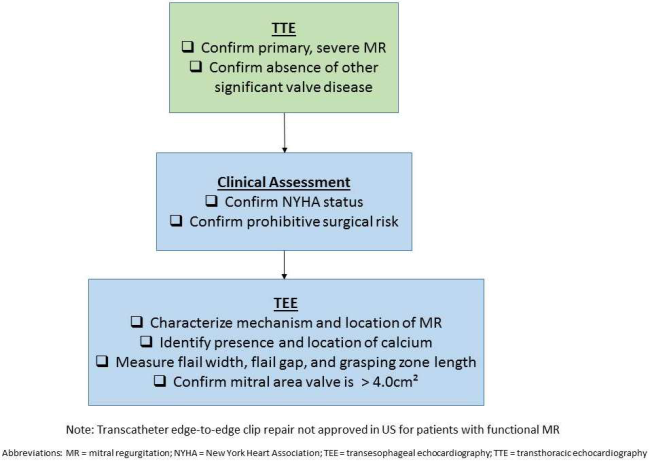 TTE
❑ Confirm primary, severe MR
❑ Confirm absence of other
significant valve disease
Clinical Assessment
❑ Confirm NYHA status
❑ Confirm prohibitive surgical risk
TEE
❑ Characterize mechanism and location of MR
❑ Identify presence and location of calcium
❑ Measure flail width, flail gap, and grasping zone length
❑ Confirm mitral area valve is > 4.0cm²
Note: Transcatheter edge-to-edge clip repair not approved in US for patients with functional MR
Abbreviations: MR = mitral regurgitation; NYHA = New York Heart Association; TEE = transesophageal echocardiography; TTE = transthoracic echocardiography